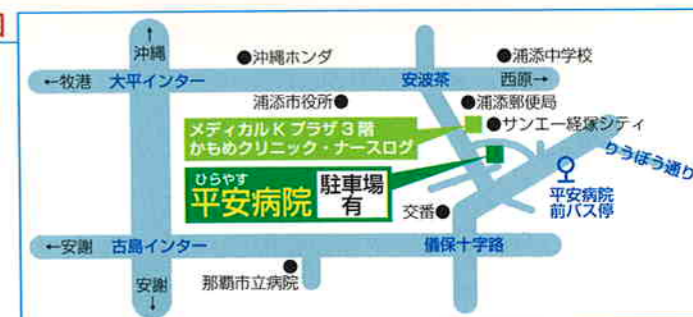 ↑
沖縄
●沖縄ホンダ
●浦添中学校
←牧港
大平インター
安波茶
西原→
浦添市役所●
●浦添郵便局
メディカルKプラザ3階
かもめクリニック・ナースログ
●サンエー経塚シティ
りうぼう通り
ひらやす
平安病院
駐車場
有
平安病院
前バス停
交番●
←安謝
古島インター
儀保十字路
安謝
↓
那覇市立病院